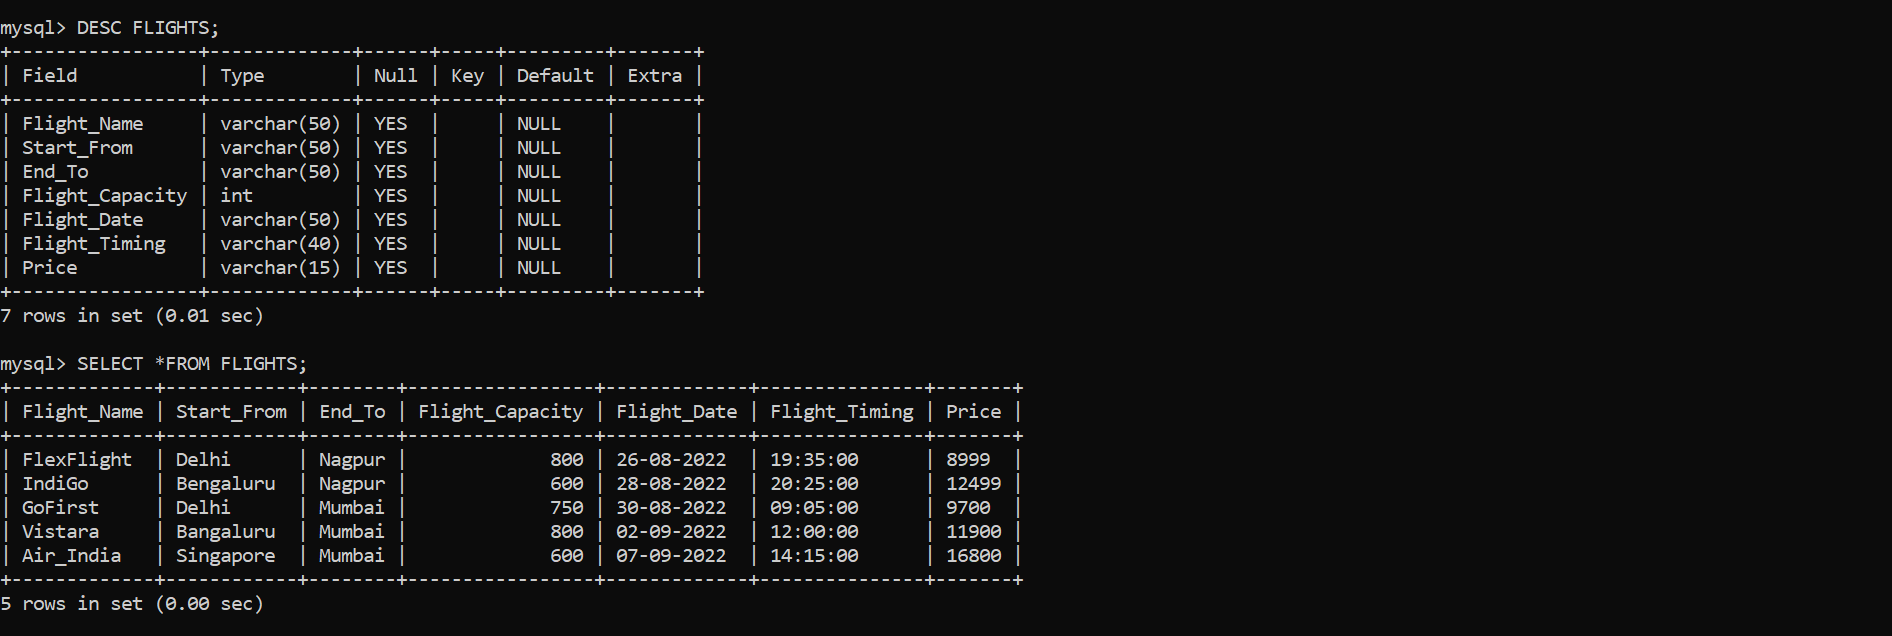 mysql> DESC FLIGHTS;
+-----------------+-------------+------+-----+---------+-------+
| Field           | Type        | Null | Key | Default | Extra |
+-----------------+-------------+------+-----+---------+-------+
| Flight_Name     | varchar(50) | YES  |     | NULL    |       |
| Start_From      | varchar(50) | YES  |     | NULL    |       |
| End_To          | varchar(50) | YES  |     | NULL    |       |
| Flight_Capacity | int         | YES  |     | NULL    |       |
| Flight_Date     | varchar(50) | YES  |     | NULL    |       |
| Flight_Timing   | varchar(40) | YES  |     | NULL    |       |
| Price           | varchar(15) | YES  |     | NULL    |       |
+-----------------+-------------+------+-----+---------+-------+
7 rows in set (0.01 sec)

mysql> SELECT *FROM FLIGHTS;
+-------------+------------+--------+-----------------+-------------+---------------+-------+
| Flight_Name | Start_From | End_To | Flight_Capacity | Flight_Date | Flight_Timing | Price |
+-------------+------------+--------+-----------------+-------------+---------------+-------+
| FlexFlight  | Delhi      | Nagpur |             800 | 26-08-2022  | 19:35:00      | 8999  |
| IndiGo      | Bengaluru  | Nagpur |             600 | 28-08-2022  | 20:25:00      | 12499 |
| GoFirst     | Delhi      | Mumbai |             750 | 30-08-2022  | 09:05:00      | 9700  |
| Vistara     | Bangaluru  | Mumbai |             800 | 02-09-2022  | 12:00:00      | 11900 |
| Air_India   | Singapore  | Mumbai |             600 | 07-09-2022  | 14:15:00      | 16800 |
+-------------+------------+--------+-----------------+-------------+---------------+-------+
5 rows in set (0.00 sec)